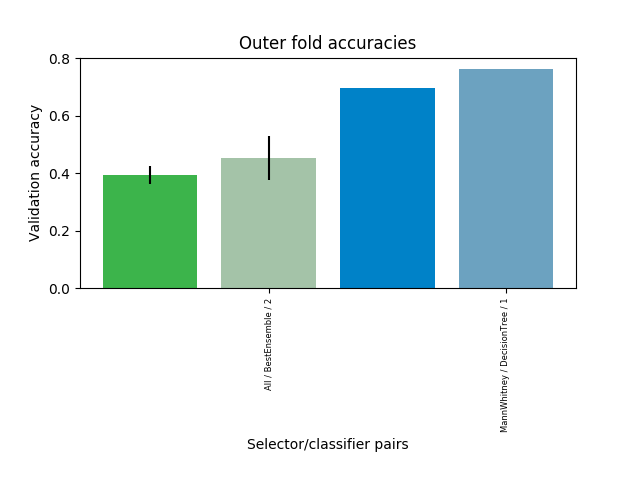 Outer fold accuracies
Validation accuracy
0.8
0.6
0.4
0.2
0.0
All / BestEnsemble / 2
MannWhitney / DecisionTree / 1
Selector/classifier pairs